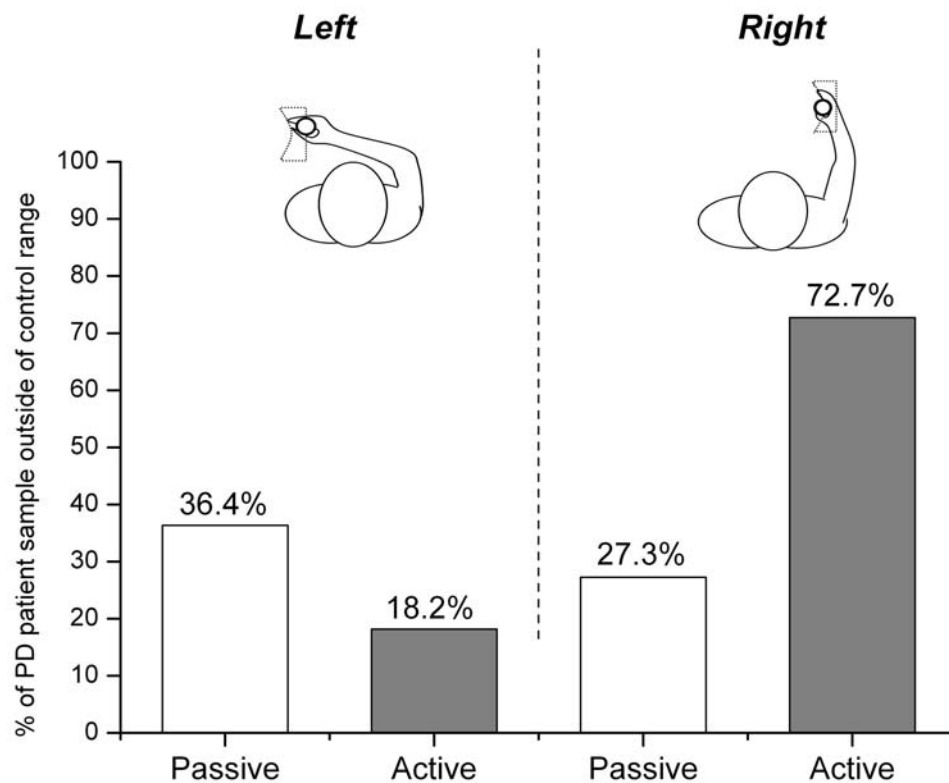 Left
Right
% of PD patient sample outside of control range
100
90
80
70
60
50
40
30
20
10
0
36.4%
18.2%
27.3%
72.7%
Passive
Active
Passive
Active